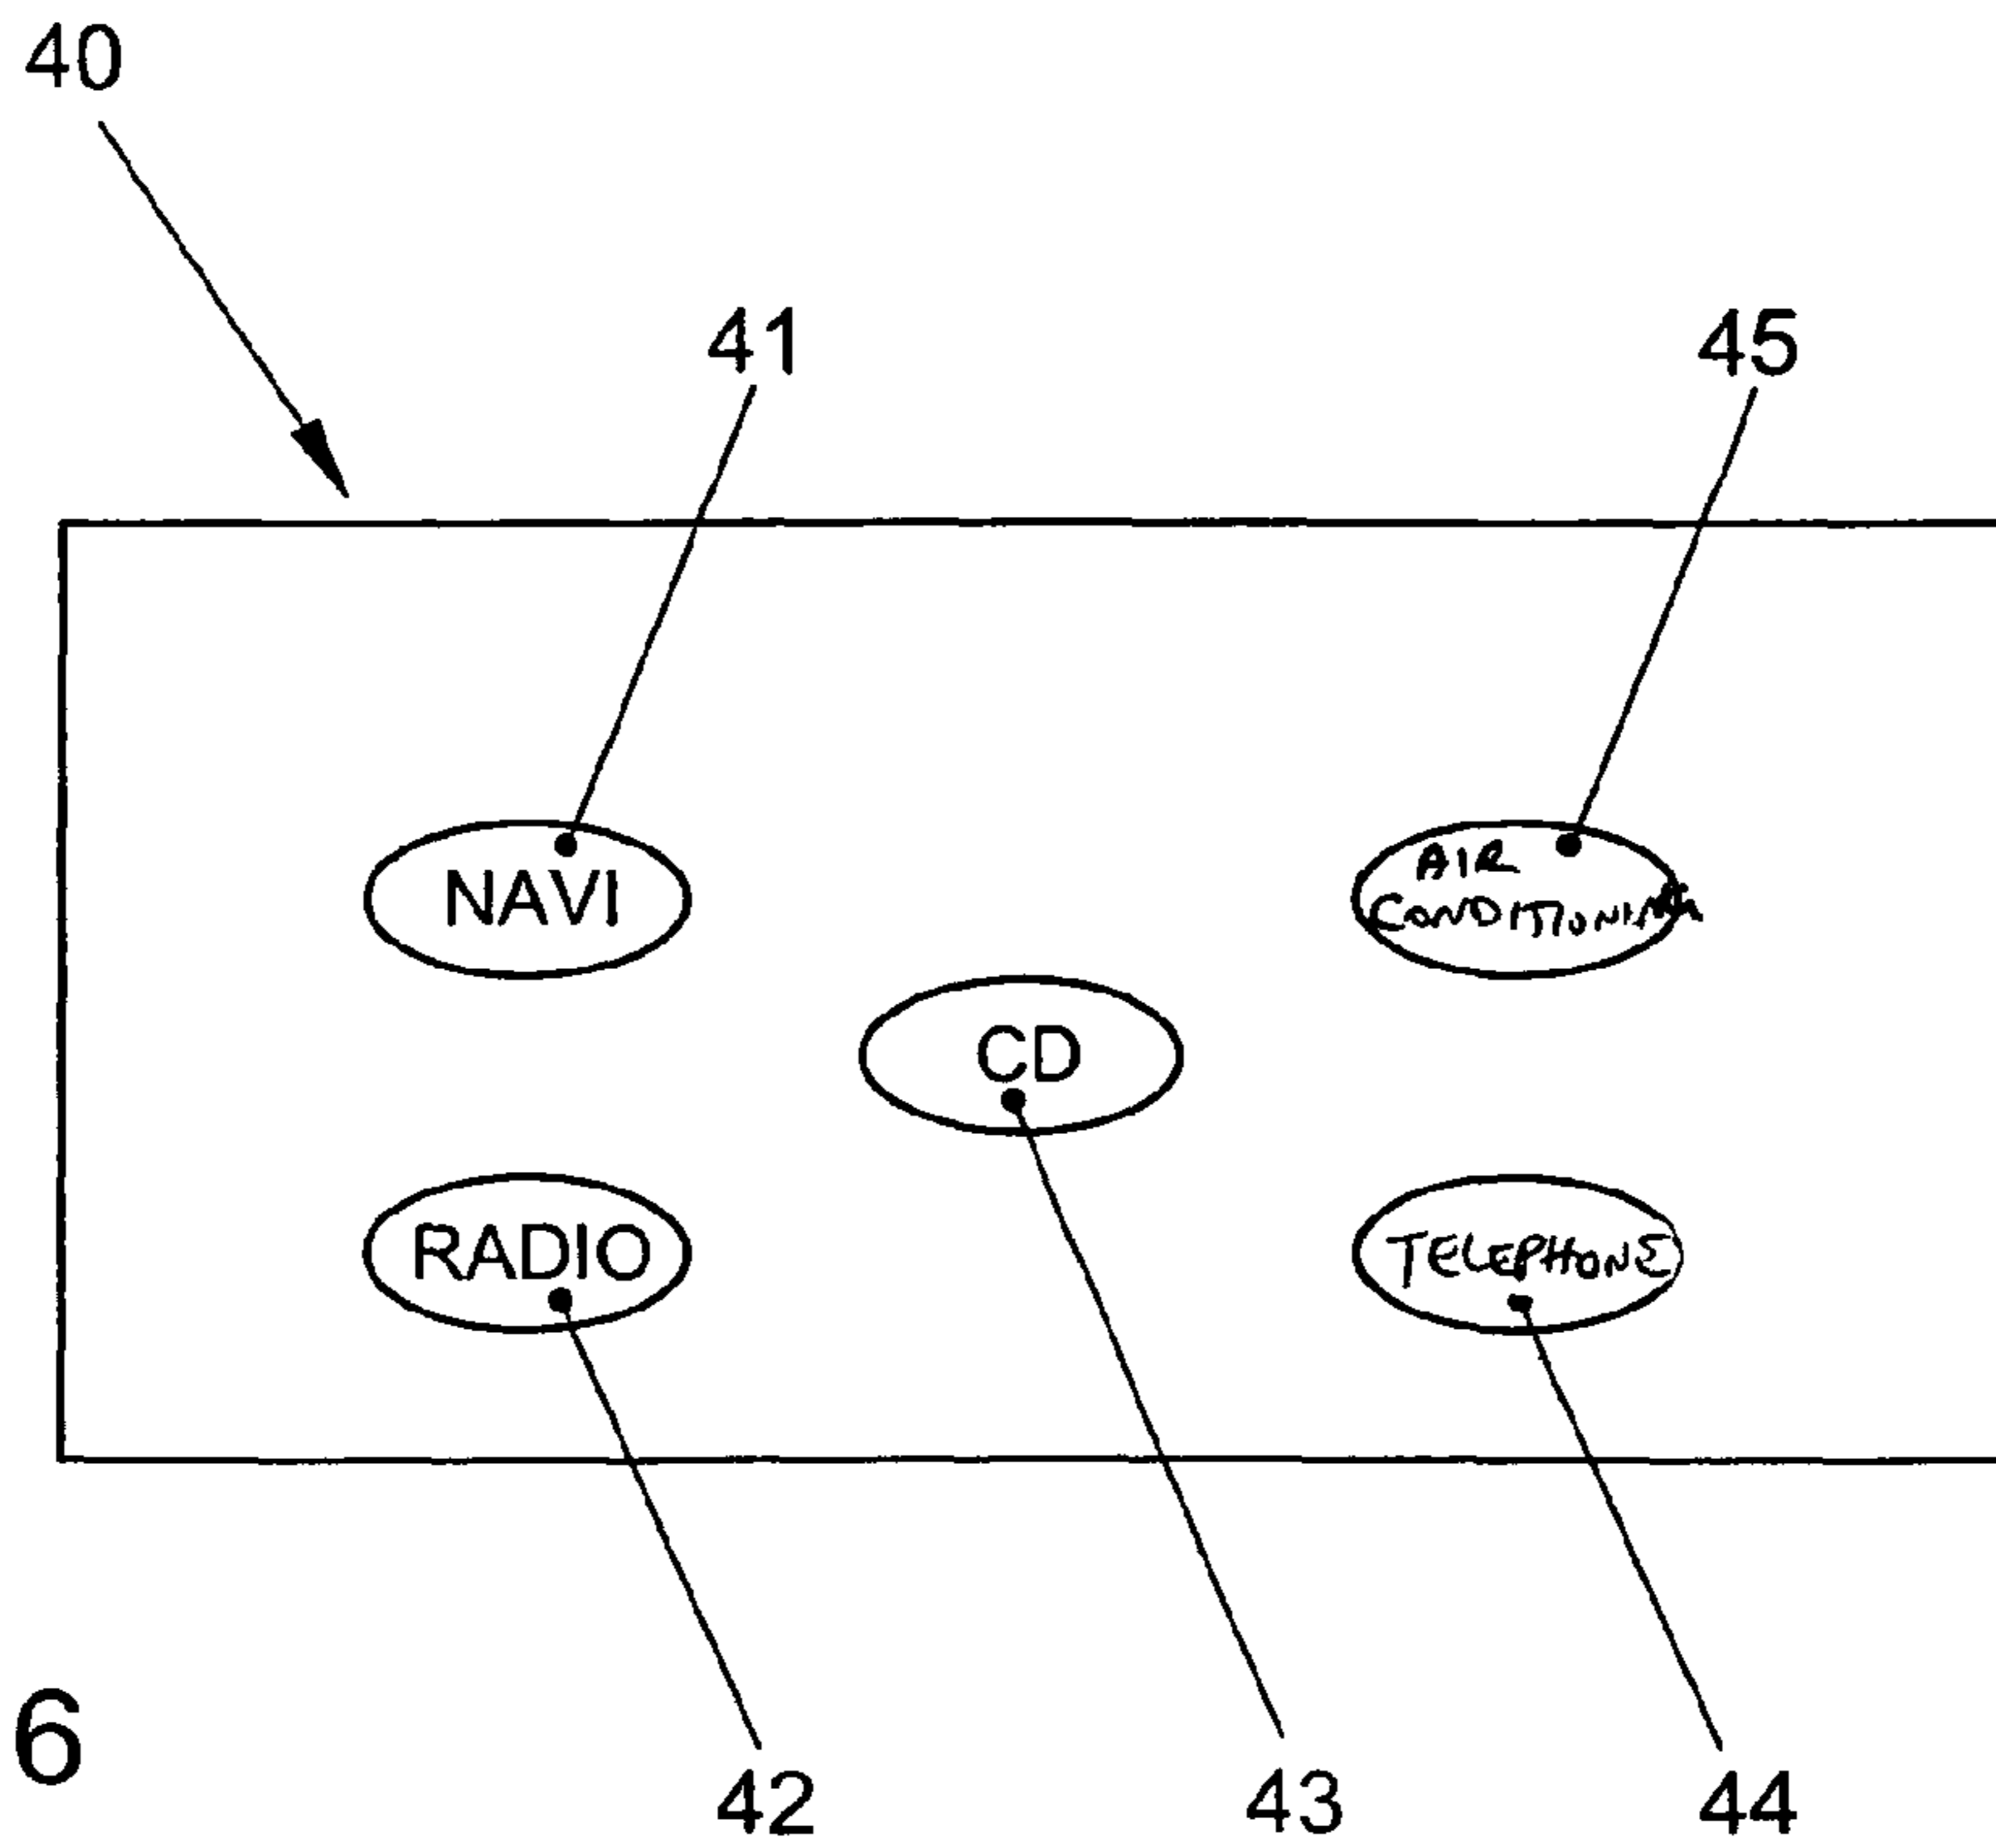 40
41
45
NAVI
AIR
CONDITIONING
CD
RADIO
TELEPHONE
6
42
43
44